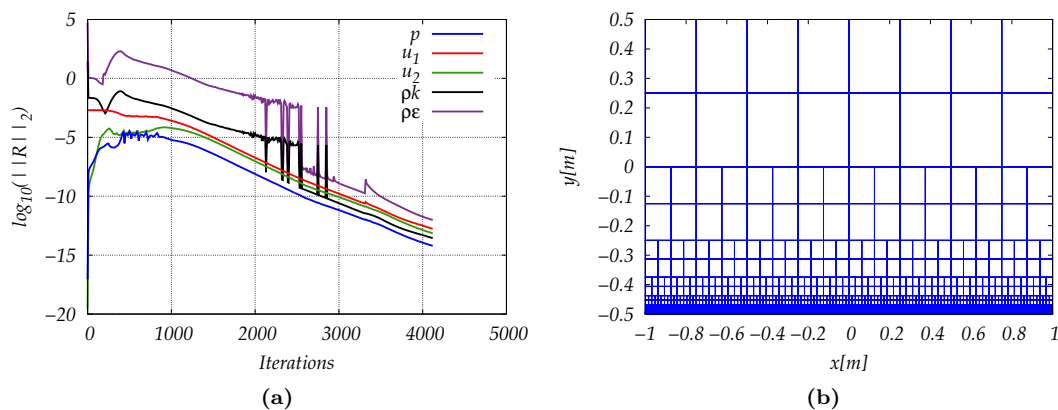 5
0
−5
−10
−15
−20
0 1000 2000 3000 4000 5000
log10(||R||2)
Iterations
p
u1
u2
ρk
ρε
(a)
0.5
0.4
0.3
0.2
0.1
0
−0.1
−0.2
−0.3
−0.4
−0.5
−1 −0.8 −0.6 −0.4 −0.2 0 0.2 0.4 0.6 0.8 1
y[m]
x[m]
(b)